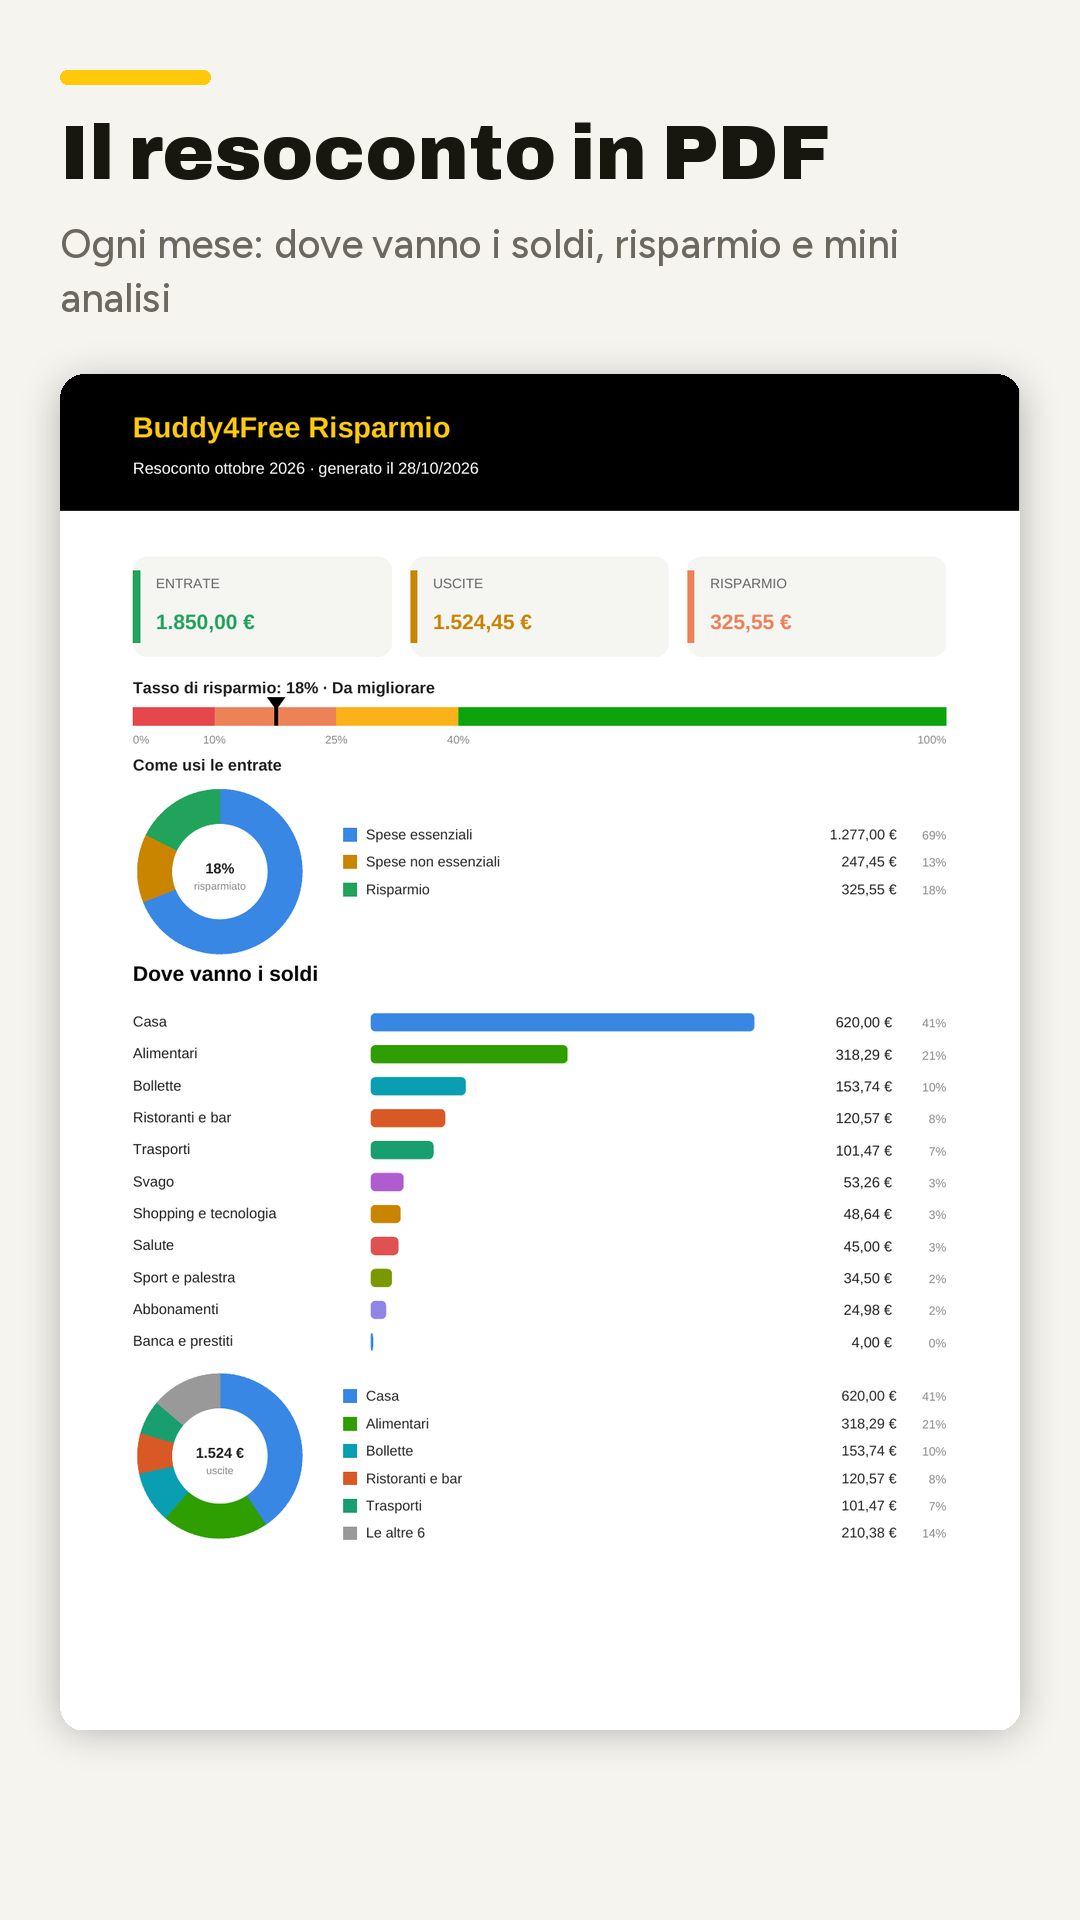 Il resoconto in PDF
Ogni mese: dove vanno i soldi, risparmio e mini
analisi
Buddy4Free Risparmio
Resoconto ottobre 2026 · generato il 28/10/2026
ENTRATE
1.850,00 €
USCITE
1.524,45 €
RISPARMIO
325,55 €
Tasso di risparmio: 18% · Da migliorare
0% 10% 25% 40% 100%
Come usi le entrate
18%
risparmiato
Spese essenziali 1.277,00 € 69%
Spese non essenziali 247,45 € 13%
Risparmio 325,55 € 18%
Dove vanno i soldi
Casa 620,00 € 41%
Alimentari 318,29 € 21%
Bollette 153,74 € 10%
Ristoranti e bar 120,57 € 8%
Trasporti 101,47 € 7%
Svago 53,26 € 3%
Shopping e tecnologia 48,64 € 3%
Salute 45,00 € 3%
Sport e palestra 34,50 € 2%
Abbonamenti 24,98 € 2%
Banca e prestiti 4,00 € 0%
1.524 €
uscite
Casa 620,00 € 41%
Alimentari 318,29 € 21%
Bollette 153,74 € 10%
Ristoranti e bar 120,57 € 8%
Trasporti 101,47 € 7%
Le altre 6 210,38 € 14%